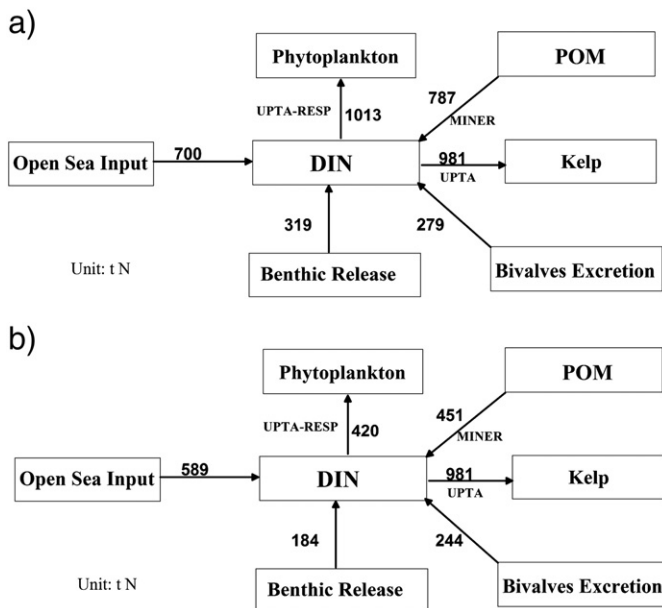 a)
Phytoplankton
POM
UPTA-RESP 1013
787
MINER
Open Sea Input
700
DIN
981
UPTA
Kelp
319
279
Unit: t N
Benthic Release
Bivalves Excretion
b)
Phytoplankton
POM
UPTA-RESP 420
451
MINER
Open Sea Input
589
DIN
981
UPTA
Kelp
184
244
Unit: t N
Benthic Release
Bivalves Excretion